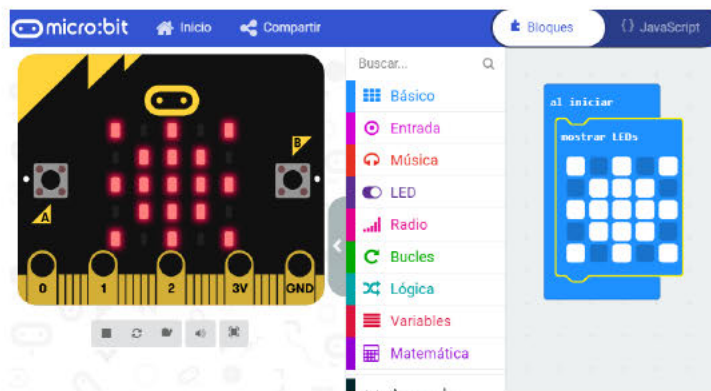 micro:bit Inicio Compartir Bloques {} JavaScript
Buscar...
Básico
Entrada
Música
LED
Radio
Bucles
Lógica
Variables
Matemática
al iniciar
mostrar LEDs
A
B
0 1 2 3V GND